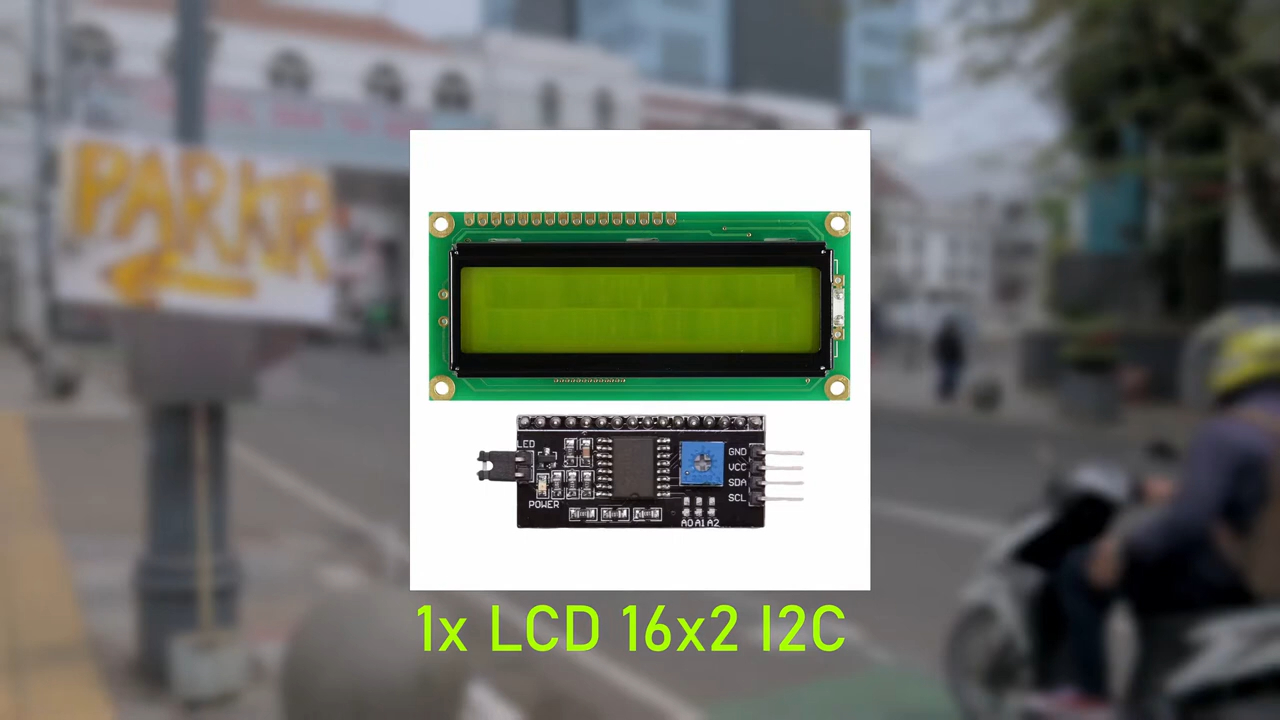 PARKIR
LED
POWER
GND
VCC
SDA
SCL
A0 A1 A2
1x LCD 16x2 I2C